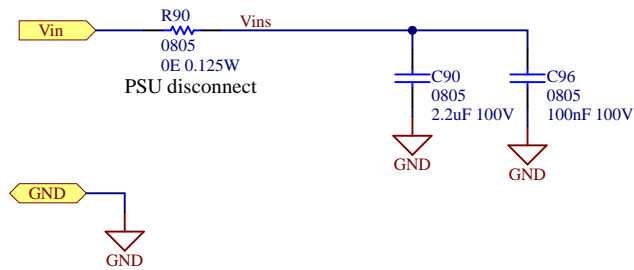 Vin
R90
0805
0E 0.125W
PSU disconnect
Vins
C90
0805
2.2uF 100V
GND
C96
0805
100nF 100V
GND
GND
GND